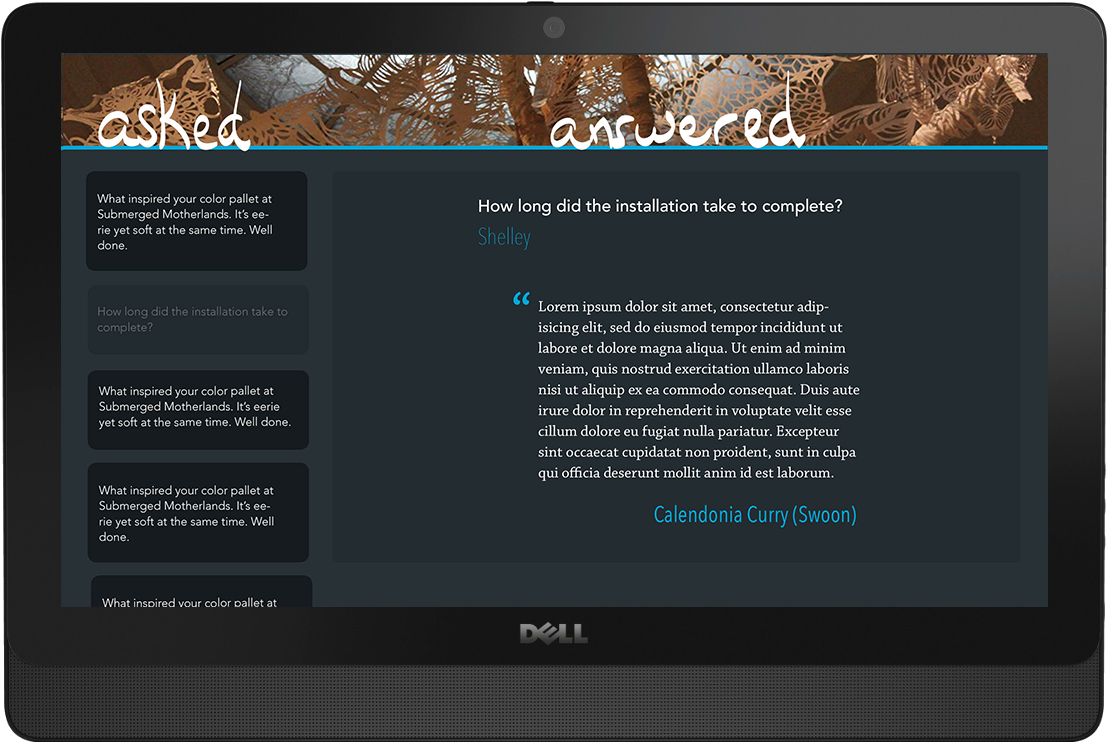 asked
answered
What inspired your color pallet at
Submerged Motherlands. It's ee-
rie yet soft at the same time. Well
done.
How long did the installation take to
complete?
What inspired your color pallet at
Submerged Motherlands. It's eerie
yet soft at the same time. Well done.
What inspired your color pallet at
Submerged Motherlands. It's ee-
rie yet soft at the same time. Well
done.
What inspired your color pallet at
How long did the installation take to complete?
Shelley
“
Lorem ipsum dolor sit amet, consectetur adip-
isicing elit, sed do eiusmod tempor incididunt ut
labore et dolore magna aliqua. Ut enim ad minim
veniam, quis nostrud exercitation ullamco laboris
nisi ut aliquip ex ea commodo consequat. Duis aute
irure dolor in reprehenderit in voluptate velit esse
cillum dolore eu fugiat nulla pariatur. Excepteur
sint occaecat cupidatat non proident, sunt in culpa
qui officia deserunt mollit anim id est laborum.
Calendonia Curry (Swoon)
DELL